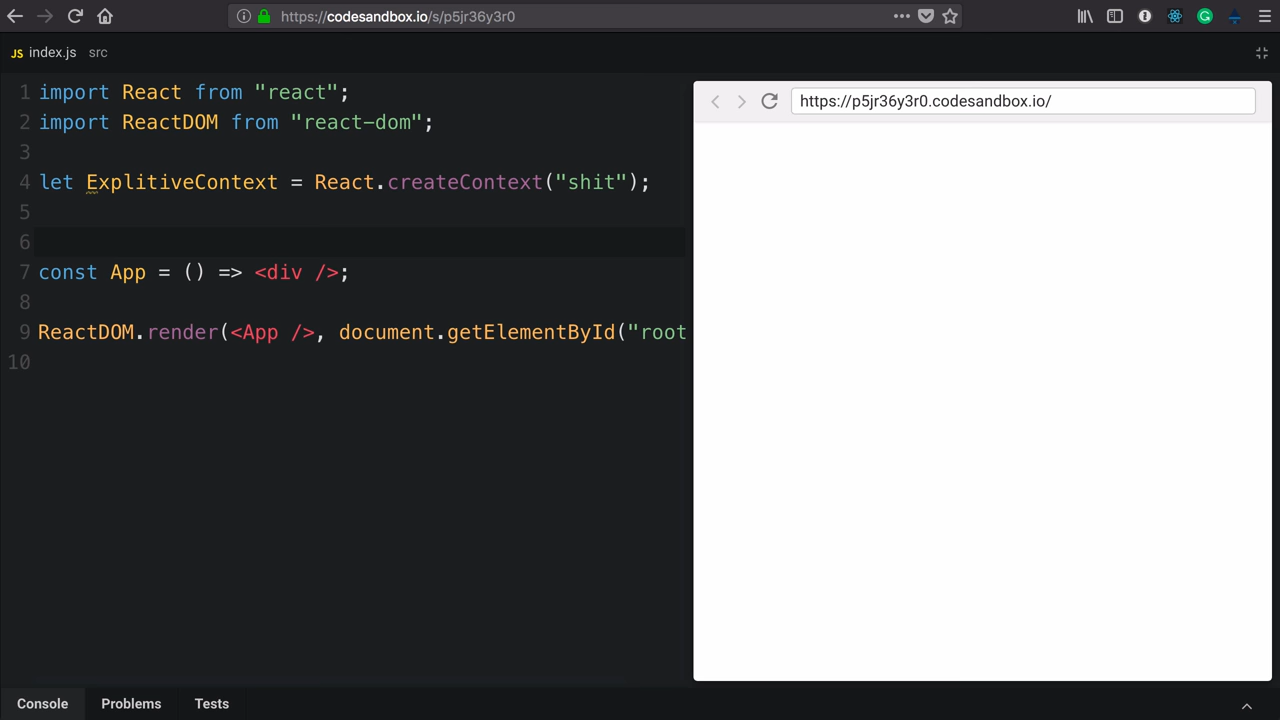 https://codesandbox.io/s/p5jr36y3r0
JS index.js src
1 import React from "react";
2 import ReactDOM from "react-dom";
3
4 let ExplitiveContext = React.createContext("shit");
5
6
7 const App = () => <div />;
8
9 ReactDOM.render(<App />, document.getElementById("root
10
https://p5jr36y3r0.codesandbox.io/
Console Problems Tests